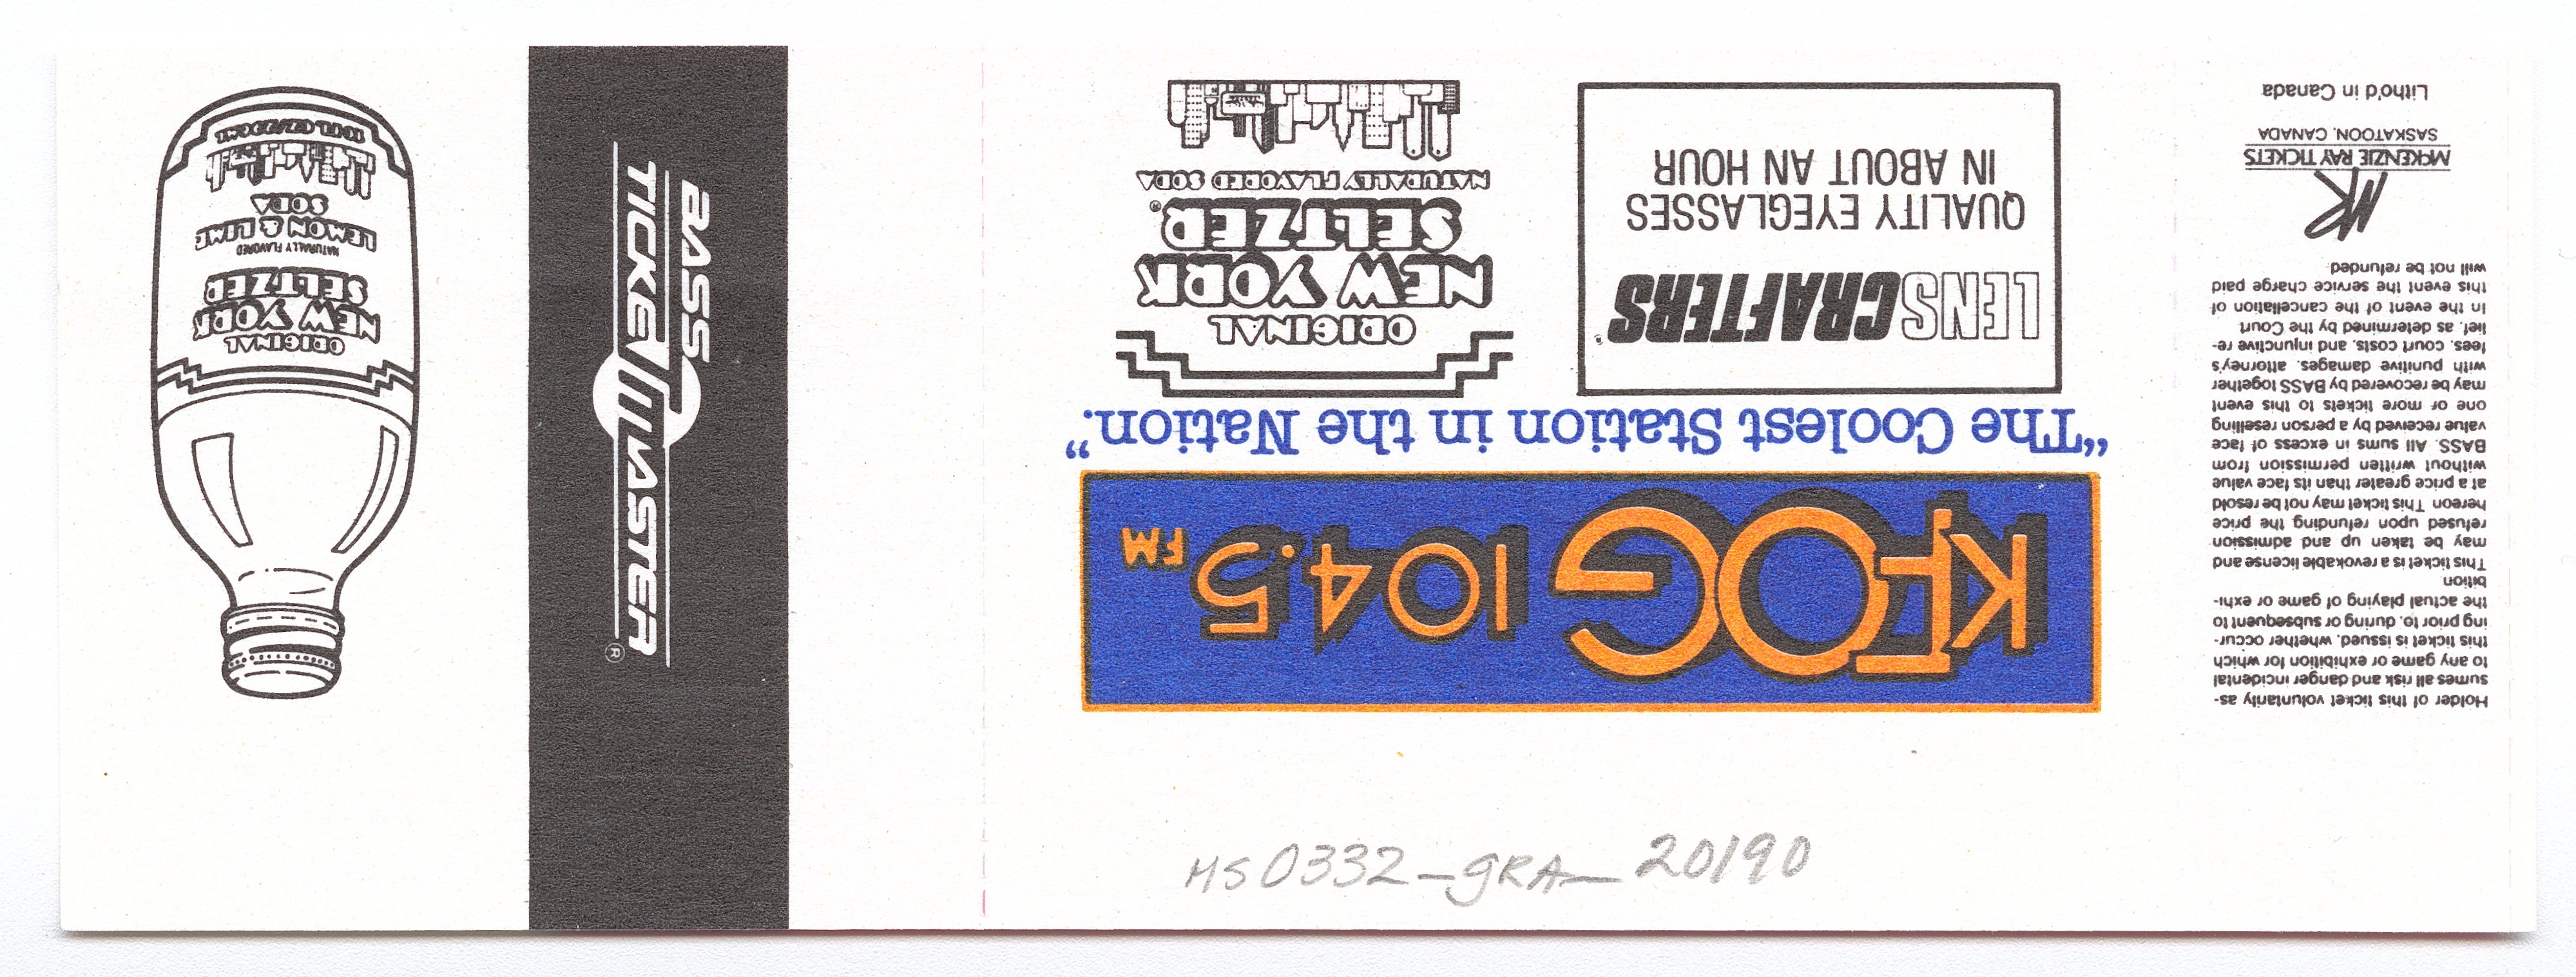 Holder of this ticket voluntarily as-
sumes all risk and danger incidental
to any game or exhibition for which
this ticket is issued, whether occur-
ing prior to, during or subsequent to
the actual playing of game or exhi-
bition
This ticket is a revokable license and
may be taken up and admission
refused upon refunding the price
hereon. This ticket may not be resold
at a price greater than its face value
without written permission from
BASS. All sums in excess of face
value received by a person reselling
one or more tickets to this event
may be recovered by BASS together
with punitive damages, attorney's
fees, court costs, and injunctive re-
lief, as determined by the Court
In the event of the cancellation of
this event the service charge paid
will not be refunded
MR
MCKENZIE RAY TICKETS
SASKATOON, CANADA
Litho'd in Canada
KFOG 104.5 FM
"The Coolest Station in the Nation."
LENSCRAFTERS
QUALITY EYEGLASSES
IN ABOUT AN HOUR
ORIGINAL
NEW YORK
SELTZER®
NATURALLY FLAVORED SODA
BASS
TICKETMASTER®
ORIGINAL
NEW YORK
SELTZER
NATURALLY FLAVORED
LEMON & LIME
SODA
MS0332_gRA_20190